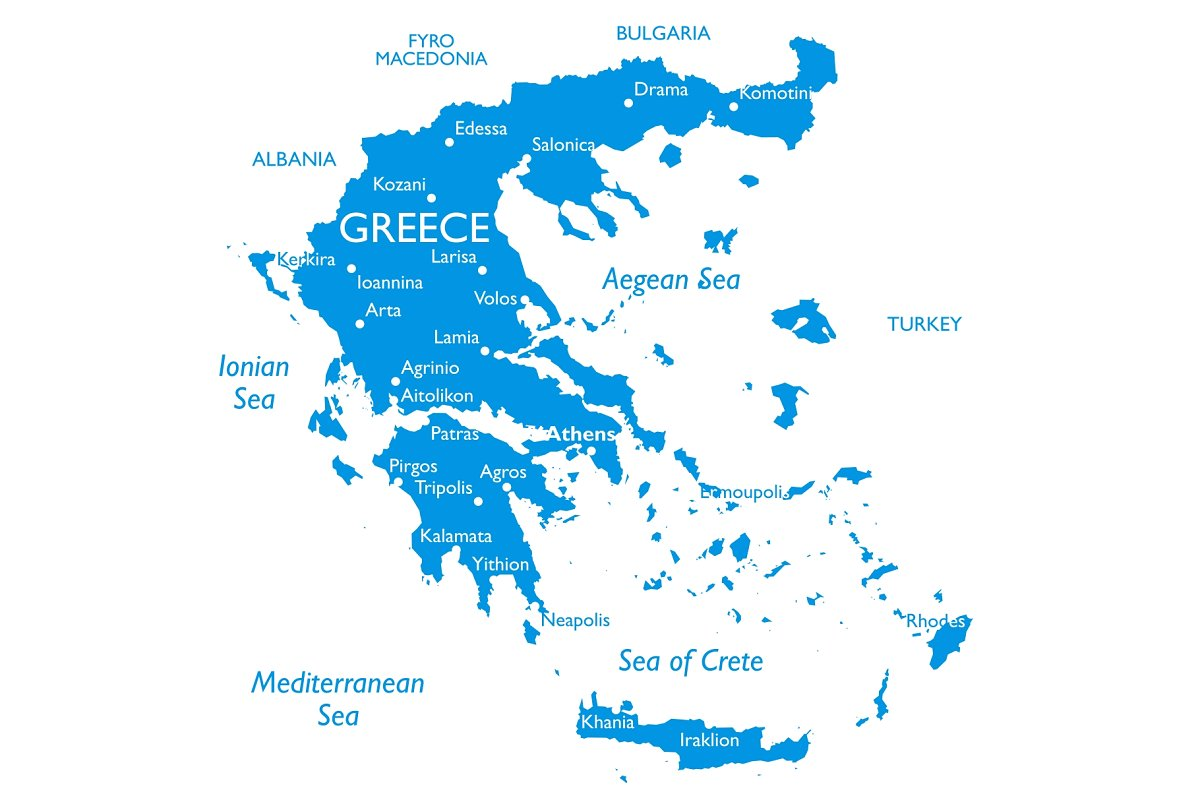 BULGARIA
FYRO
MACEDONIA
Drama
Komotini
Edessa
Salonica
ALBANIA
Kozani
GREECE
Kerkira
Larisa
Aegean Sea
Ioannina
Volos
Arta
TURKEY
Lamia
Ionian
Sea
Agrinio
Aitolikon
Patras
Athens
Pirgos
Agros
Tripolis
Ermoupolis
Kalamata
Yithion
Neapolis
Rhodes
Sea of Crete
Mediterranean
Sea
Khania
Iraklion